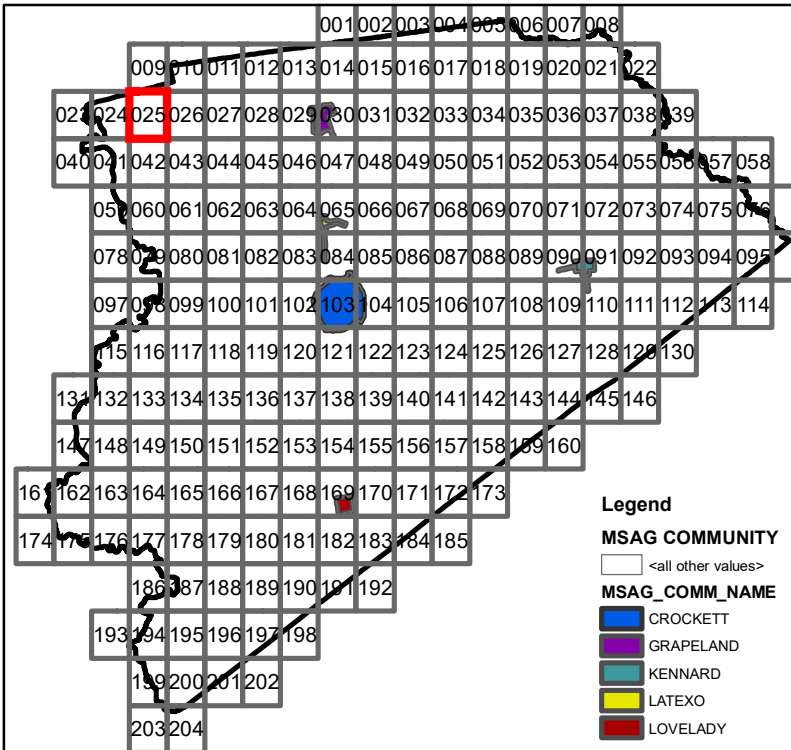 001 002 003 004 005 006 007 008
009 010 011 012 013 014 015 016 017 018 019 020 021 022
023 024 025 026 027 028 029 030 031 032 033 034 035 036 037 038 039
040 041 042 043 044 045 046 047 048 049 050 051 052 053 054 055 056 057 058
059 060 061 062 063 064 065 066 067 068 069 070 071 072 073 074 075 076
078 079 080 081 082 083 084 085 086 087 088 089 090 091 092 093 094 095
097 098 099 100 101 102 103 104 105 106 107 108 109 110 111 112 113 114
115 116 117 118 119 120 121 122 123 124 125 126 127 128 129 130
131 132 133 134 135 136 137 138 139 140 141 142 143 144 145 146
147 148 149 150 151 152 153 154 155 156 157 158 159 160
161 162 163 164 165 166 167 168 169 170 171 172 173
174 175 176 177 178 179 180 181 182 183 184 185
186 187 188 189 190 191 192
193 194 195 196 197 198
199 200 201 202
203 204
Legend
MSAG COMMUNITY
<all other values>
MSAG_COMM_NAME
CROCKETT
GRAPELAND
KENNARD
LATEXO
LOVELADY